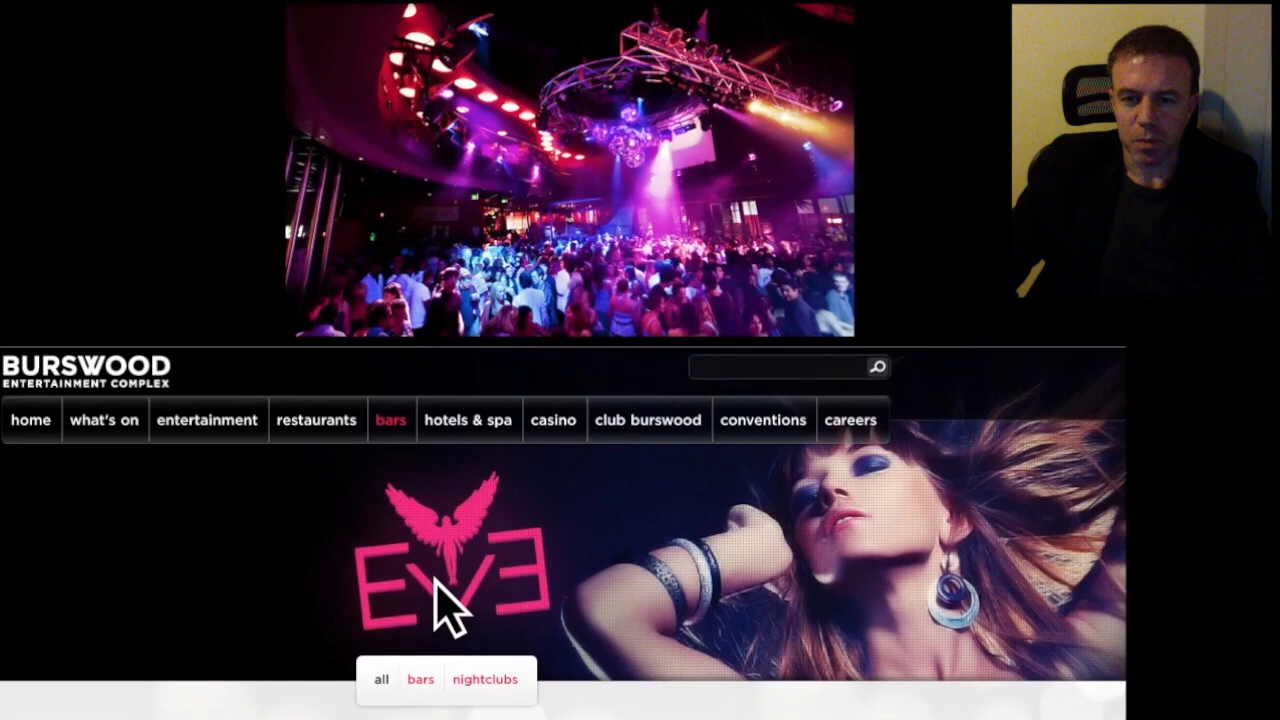 BURSWOOD
ENTERTAINMENT COMPLEX
home what's on entertainment restaurants bars hotels & spa casino club burswood conventions careers
EVE
all bars nightclubs